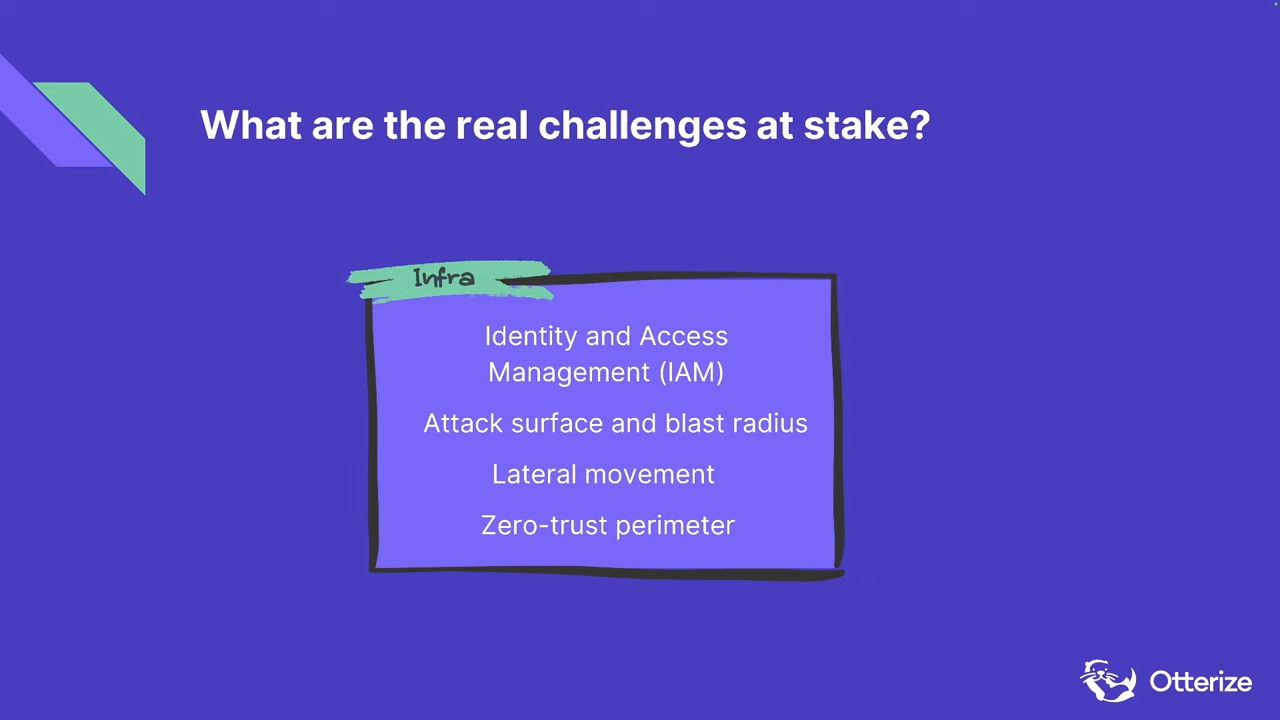 What are the real challenges at stake?
Infra
Identity and Access
Management (IAM)
Attack surface and blast radius
Lateral movement
Zero-trust perimeter
Otterize